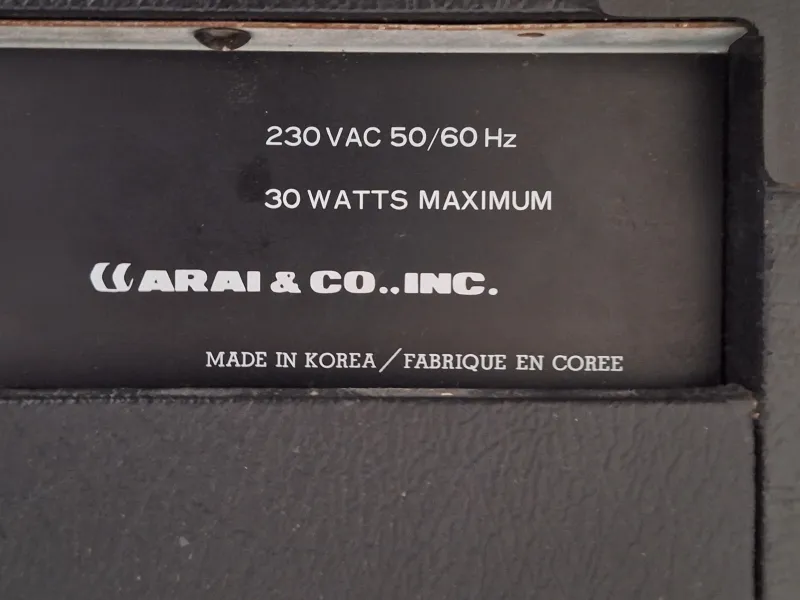 230 VAC 50/60 Hz
30 WATTS MAXIMUM
ARAI & CO., INC.
MADE IN KOREA/FABRIQUE EN COREE